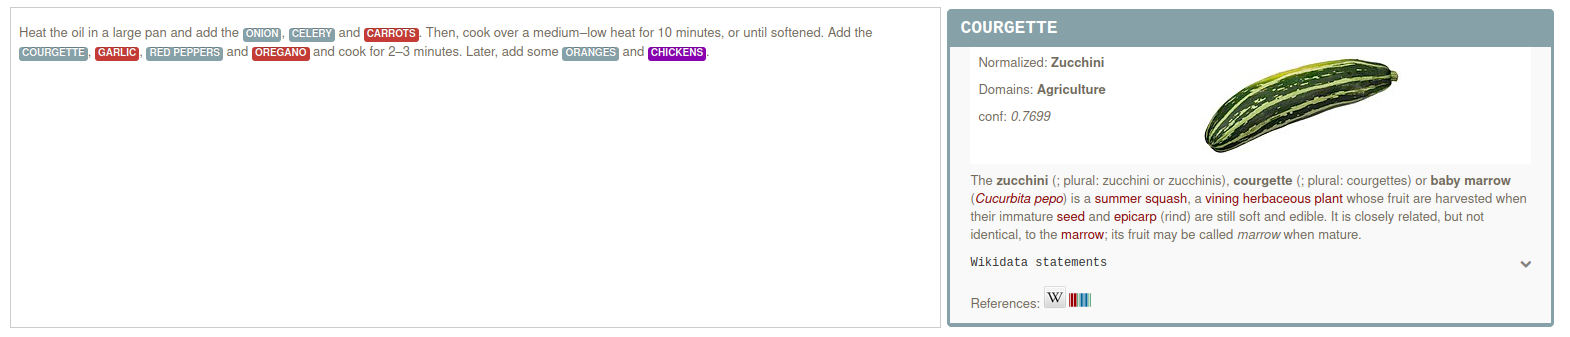 Heat the oil in a large pan and add the ONION, CELERY and CARROTS. Then, cook over a medium–low heat for 10 minutes, or until softened. Add the
COURGETTE, GARLIC, RED PEPPERS and OREGANO and cook for 2–3 minutes. Later, add some ORANGES and CHICKENS.
COURGETTE
Normalized: Zucchini
Domains: Agriculture
conf: 0.7699
The zucchini (; plural: zucchini or zucchinis), courgette (; plural: courgettes) or baby marrow
(Cucurbita pepo) is a summer squash, a vining herbaceous plant whose fruit are harvested when
their immature seed and epicarp (rind) are still soft and edible. It is closely related, but not
identical, to the marrow; its fruit may be called marrow when mature.
Wikidata statements
References: W